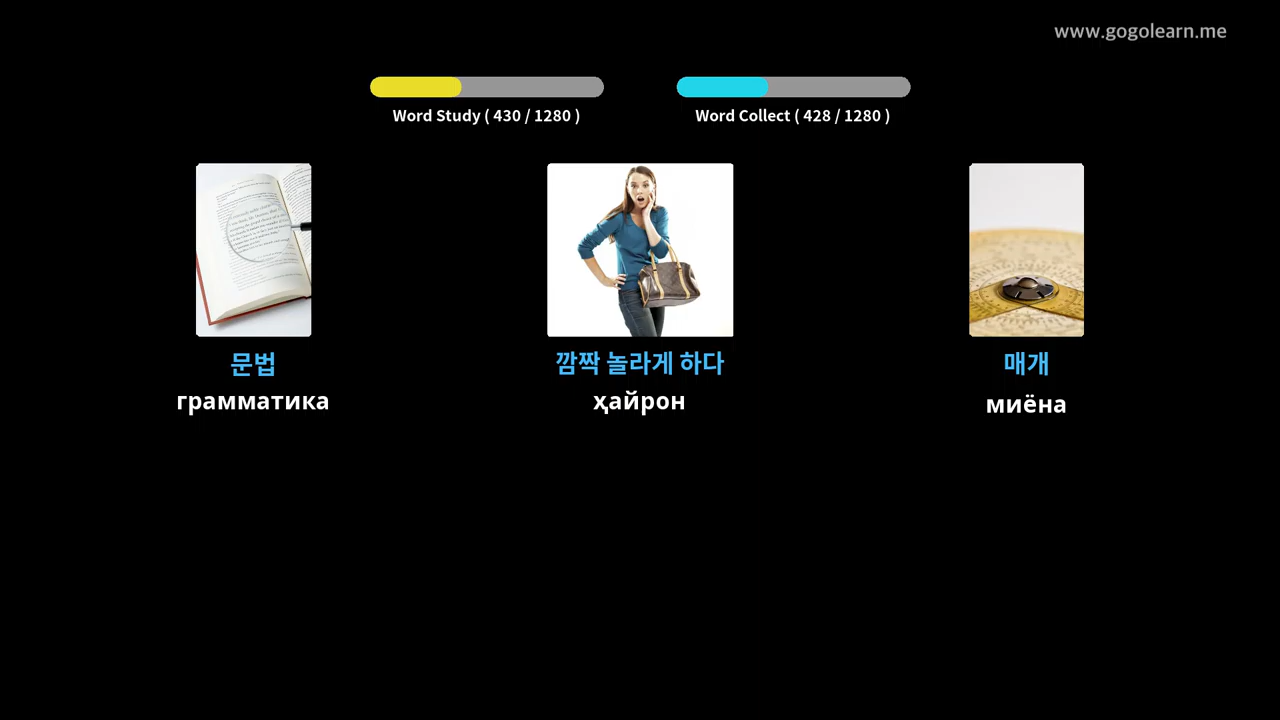 www.gogolearn.me
Word Study ( 430 / 1280 )
Word Collect ( 428 / 1280 )
문법
깜짝 놀라게 하다
매개
грамматика
ҳайрон
миёна